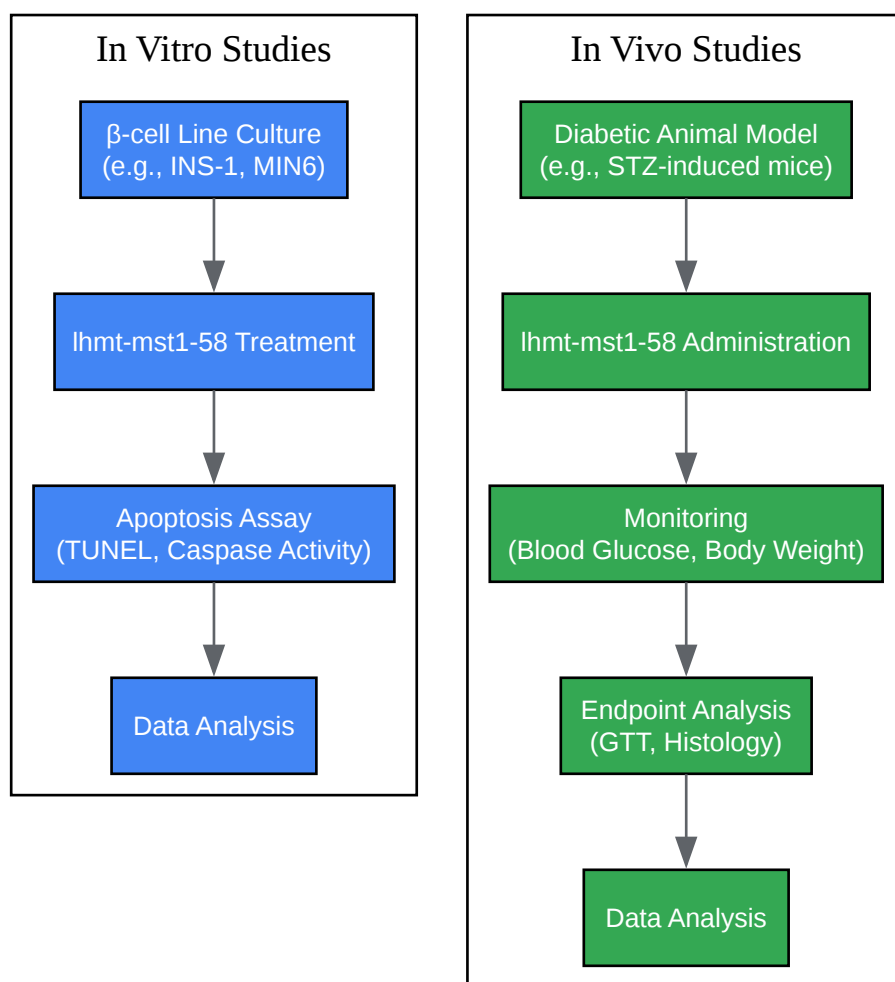 In Vitro Studies
β-cell Line Culture
(e.g., INS-1, MIN6)
lhmt-mst1-58 Treatment
Apoptosis Assay
(TUNEL, Caspase Activity)
Data Analysis
In Vivo Studies
Diabetic Animal Model
(e.g., STZ-induced mice)
lhmt-mst1-58 Administration
Monitoring
(Blood Glucose, Body Weight)
Endpoint Analysis
(GTT, Histology)
Data Analysis